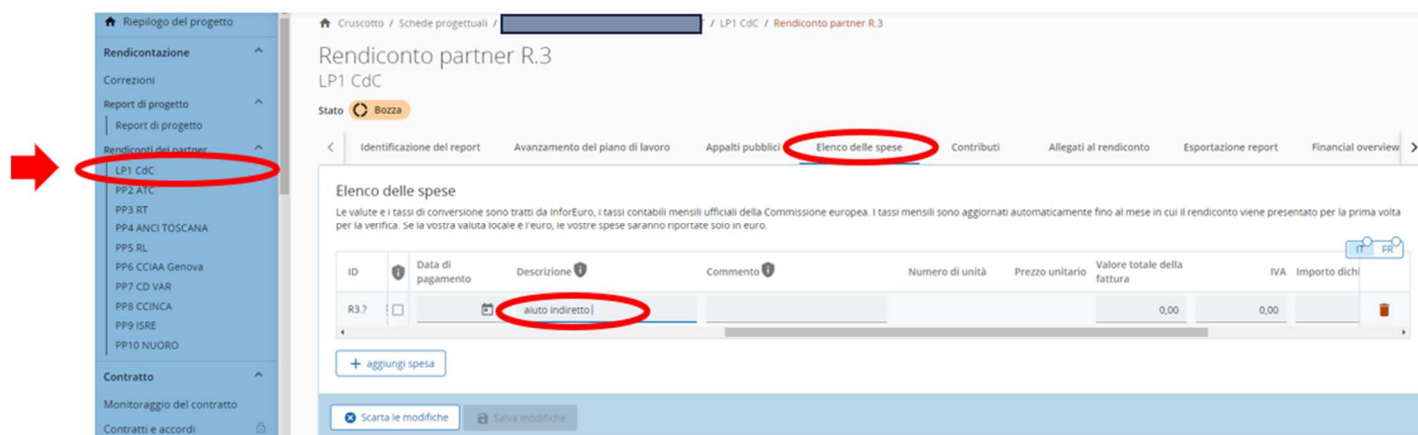 Riepilogo del progetto
Rendicontazione
Correzioni
Report di progetto
Report di progetto
Rendiconti dei partner
LP1 CdC
PP2 ATC
PP3 RT
PP4 ANCI TOSCANA
PP5 RL
PP6 CCIAA Genova
PP7 CD VAR
PP8 CCINCA
PP9 ISRE
PP10 NUORO
Contratto
Monitoraggio del contratto
Contratti e accordi
Cruscotto / Schede progettuali / / LP1 CdC / Rendiconto partner R.3
Rendiconto partner R.3
LP1 CdC
Stato Bozza
Identificazione del report Avanzamento del piano di lavoro Appalti pubblici Elenco delle spese Contributi Allegati al rendiconto Esportazione report Financial overview
Elenco delle spese
Le valute e i tassi di conversione sono tratti da InforEuro, i tassi contabili mensili ufficiali della Commissione europea. I tassi mensili sono aggiornati automaticamente fino al mese in cui il rendiconto viene presentato per la prima volta
per la verifica. Se la vostra valuta locale è l'euro, le vostre spese saranno riportate solo in euro.
IT FR
ID Data di pagamento Descrizione Commento Numero di unità Prezzo unitario Valore totale della fattura IVA Importo dichi
R3.? aiuto indiretto 0,00 0,00
+ aggiungi spesa
Scarta le modifiche Salva modifiche